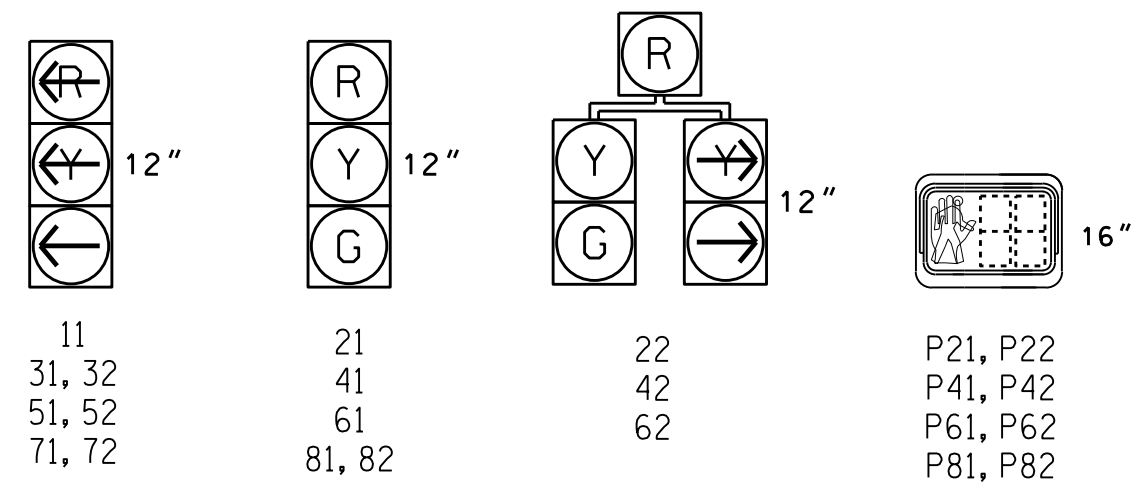 R
Y
12"
11
31, 32
51, 52
71, 72
R
Y
G
12"
21
41
61
81, 82
R
Y
G
Y
12"
22
42
62
16"
P21, P22
P41, P42
P61, P62
P81, P82